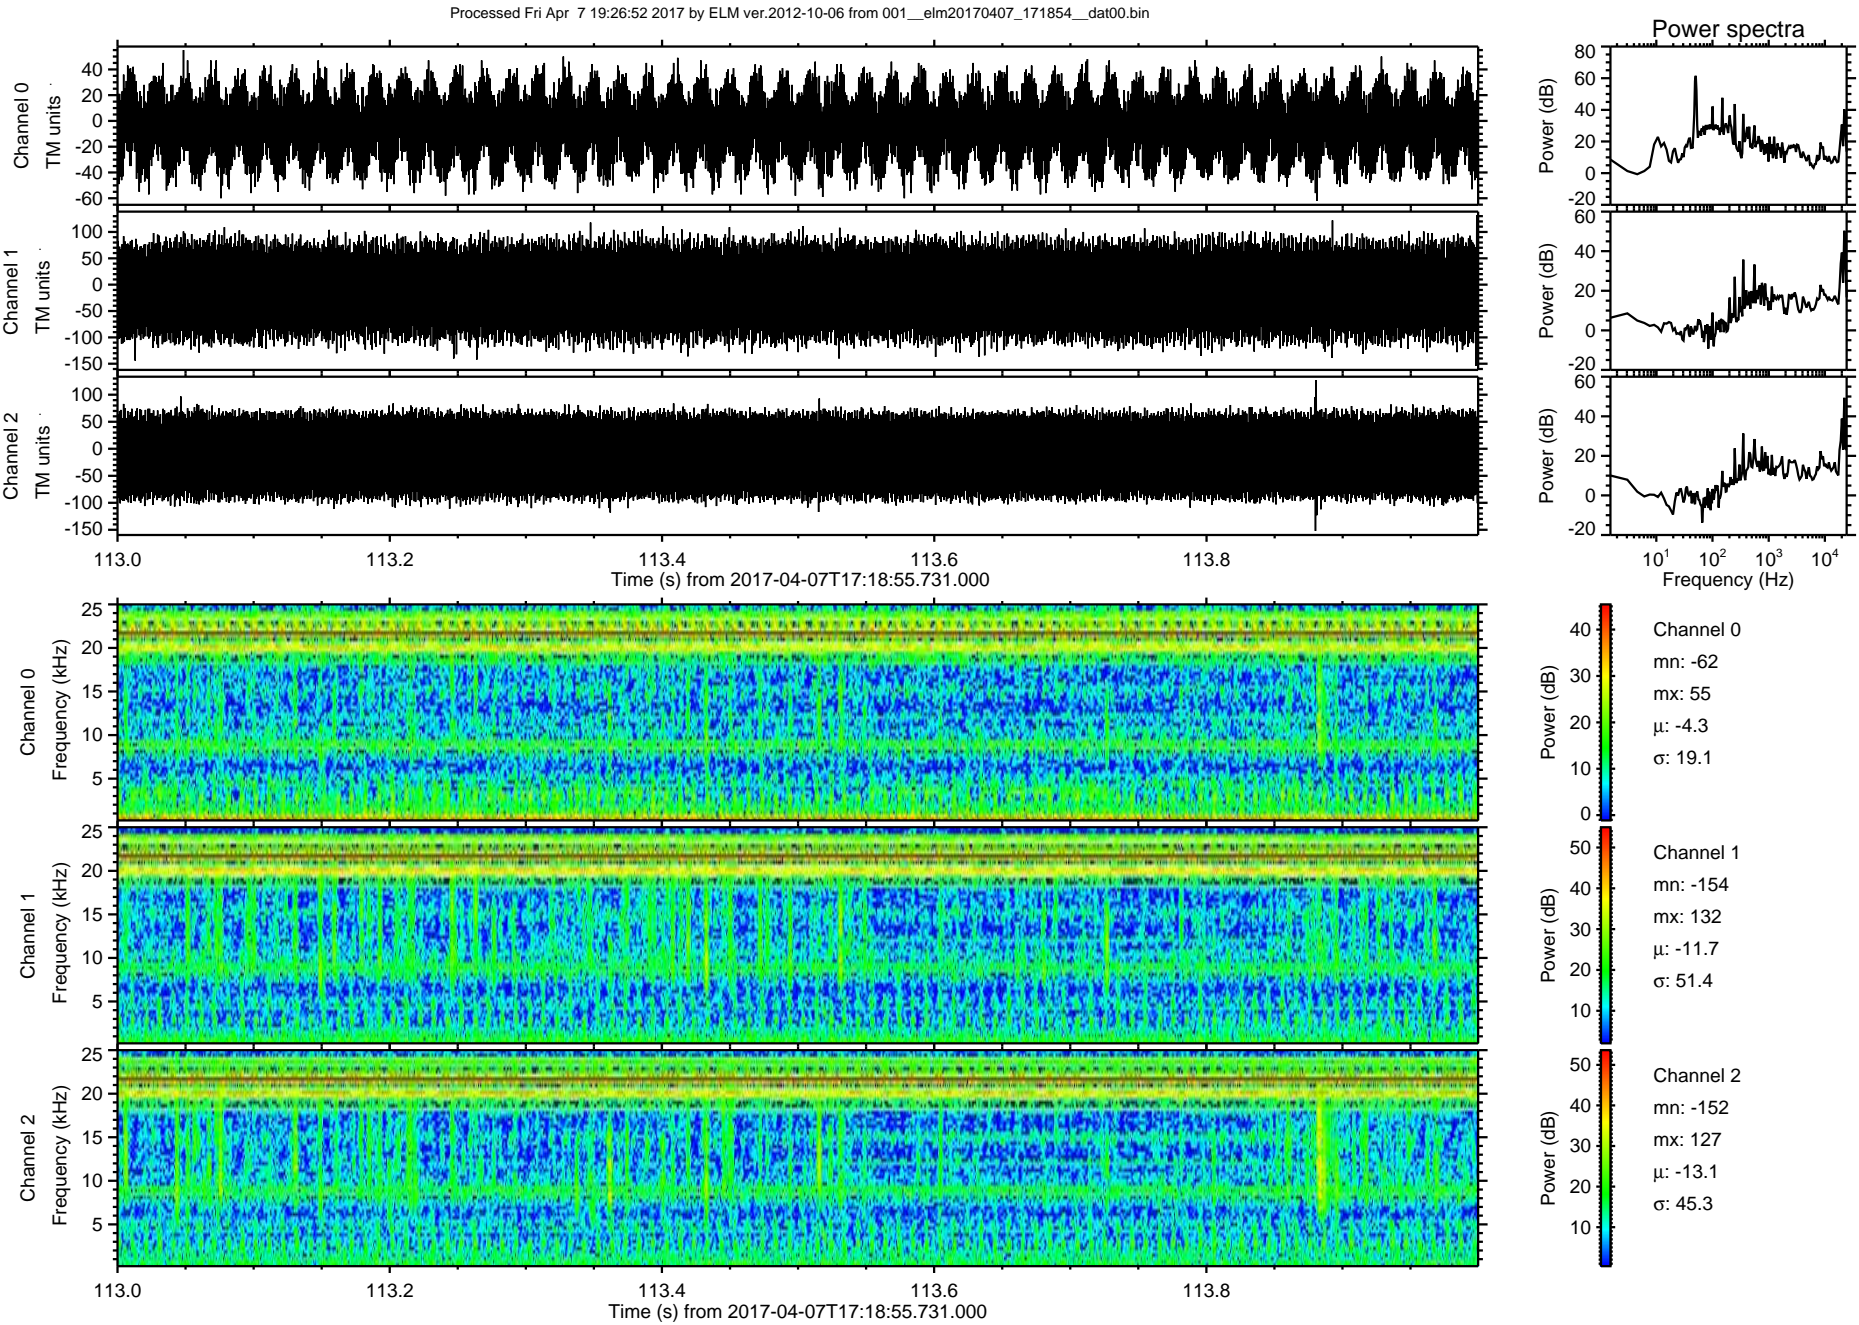 Processed Fri Apr 7 19:26:52 2017 by ELM ver.2012-10-06 from 001__elm20170407_171854__dat00.bin
Power spectra
Channel 0
TM units
40
20
0
-20
-40
-60
Power (dB)
80
60
40
20
0
-20
Channel 1
TM units
100
50
0
-50
-100
-150
Power (dB)
60
40
20
0
-20
Channel 2
TM units
100
50
0
-50
-100
-150
Power (dB)
60
40
20
0
-20
113.0 113.2 113.4 113.6 113.8
Time (s) from 2017-04-07T17:18:55.731.000
10^1 10^2 10^3 10^4
Frequency (Hz)
Channel 0
Frequency (kHz)
25
20
15
10
5
Power (dB)
40
30
20
10
0
Channel 0
mn: -62
mx: 55
μ: -4.3
σ: 19.1
Channel 1
Frequency (kHz)
25
20
15
10
5
Power (dB)
50
40
30
20
10
Channel 1
mn: -154
mx: 132
μ: -11.7
σ: 51.4
Channel 2
Frequency (kHz)
25
20
15
10
5
Power (dB)
50
40
30
20
10
Channel 2
mn: -152
mx: 127
μ: -13.1
σ: 45.3
113.0 113.2 113.4 113.6 113.8
Time (s) from 2017-04-07T17:18:55.731.000